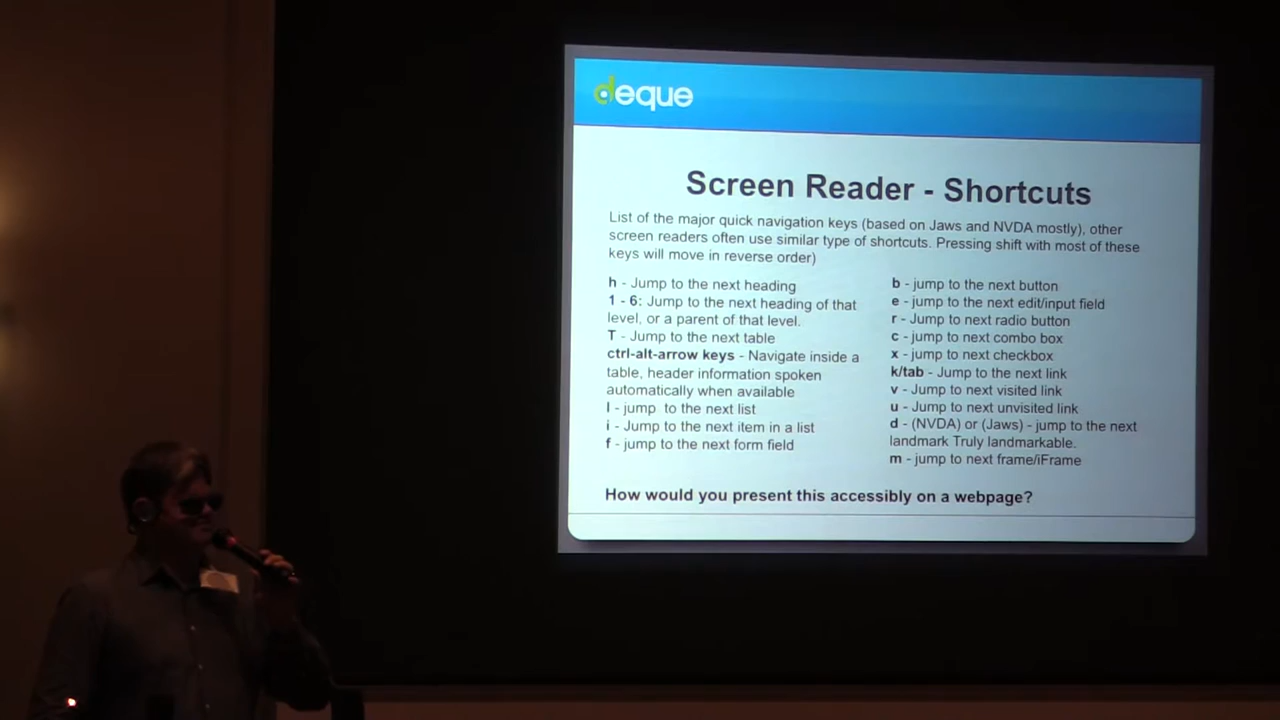 deque
Screen Reader - Shortcuts
List of the major quick navigation keys (based on Jaws and NVDA mostly), other
screen readers often use similar type of shortcuts. Pressing shift with most of these
keys will move in reverse order)
h - Jump to the next heading
1 - 6: Jump to the next heading of that
level, or a parent of that level.
T - Jump to the next table
ctrl-alt-arrow keys - Navigate inside a
table, header information spoken
automatically when available
l - jump to the next list
i - Jump to the next item in a list
f - jump to the next form field
b - jump to the next button
e - jump to the next edit/input field
r - Jump to next radio button
c - jump to next combo box
x - jump to next checkbox
k/tab - Jump to the next link
v - Jump to next visited link
u - Jump to next unvisited link
d - (NVDA) or (Jaws) - jump to the next
landmark Truly landmarkable.
m - jump to next frame/iFrame
How would you present this accessibly on a webpage?